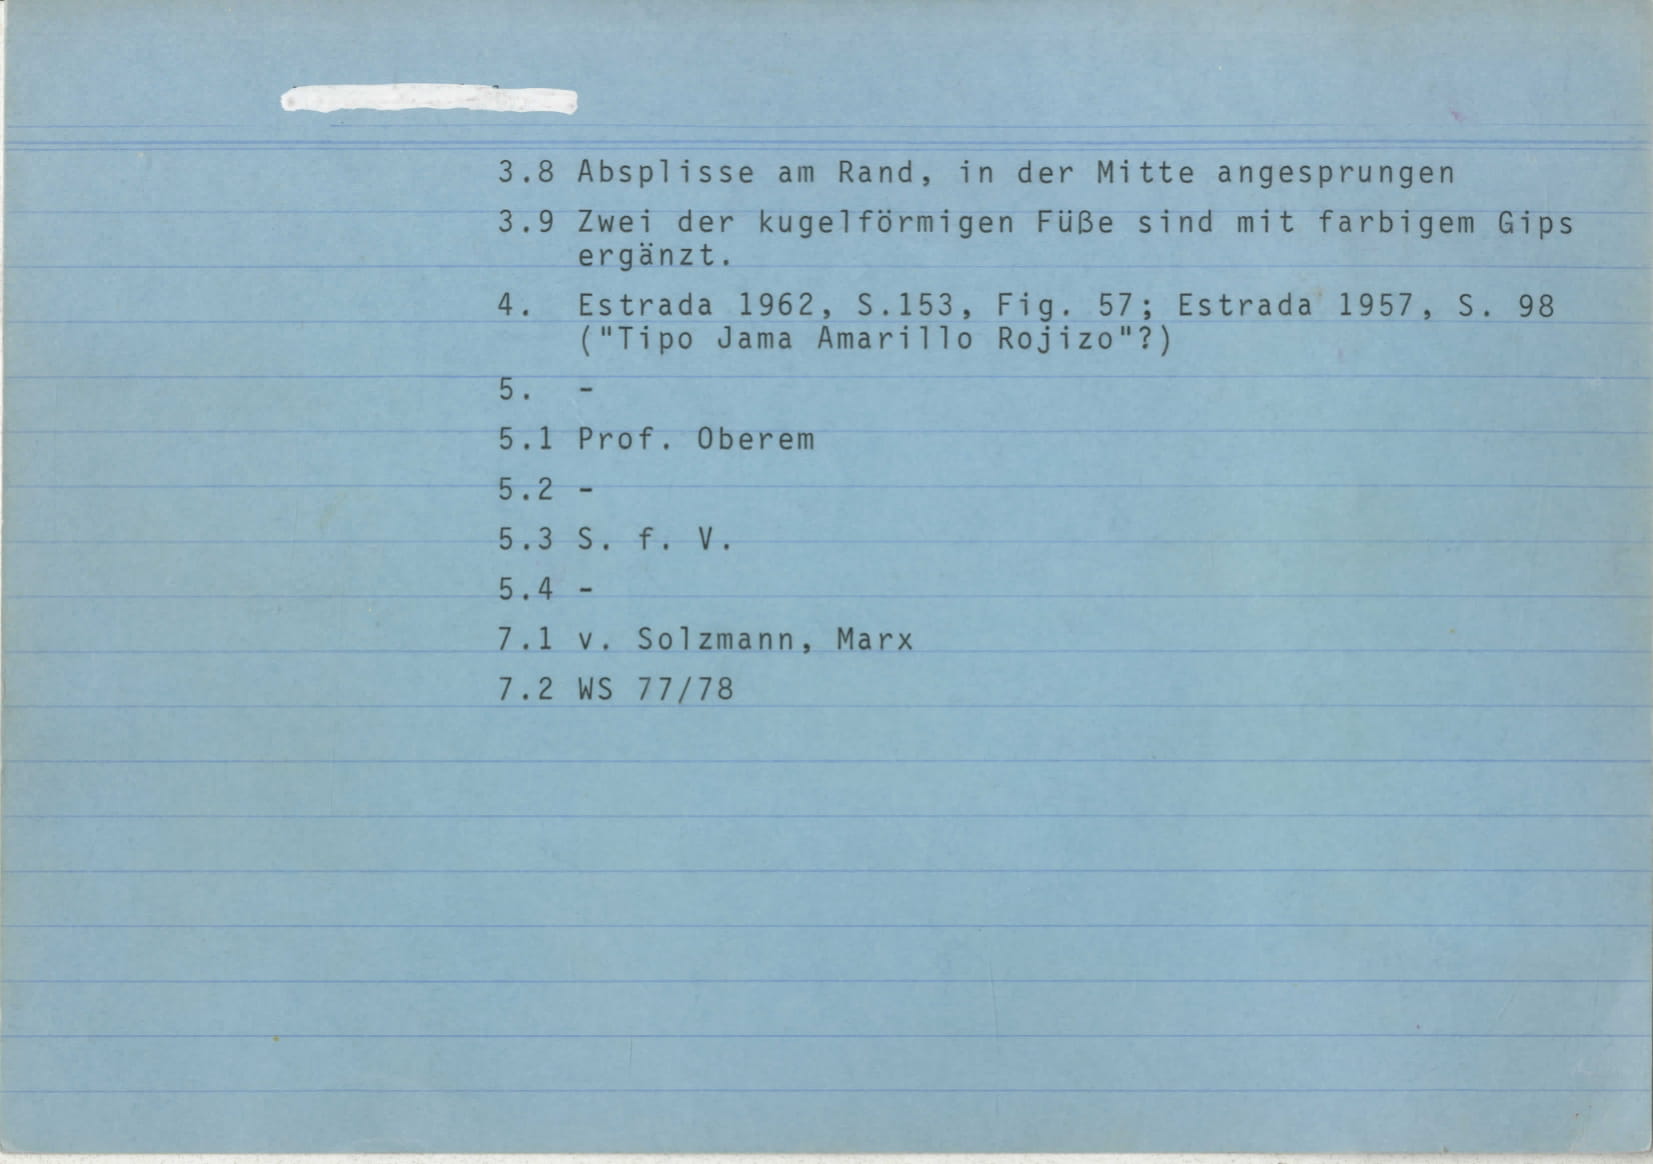 3.8 Absplisse am Rand, in der Mitte angesprungen
3.9 Zwei der kugelförmigen Füße sind mit farbigem Gips
ergänzt.
4. Estrada 1962, S.153, Fig. 57; Estrada 1957, S. 98
("Tipo Jama Amarillo Rojizo"?)
5. -
5.1 Prof. Oberem
5.2 -
5.3 S. f. V.
5.4 -
7.1 v. Solzmann, Marx
7.2 WS 77/78